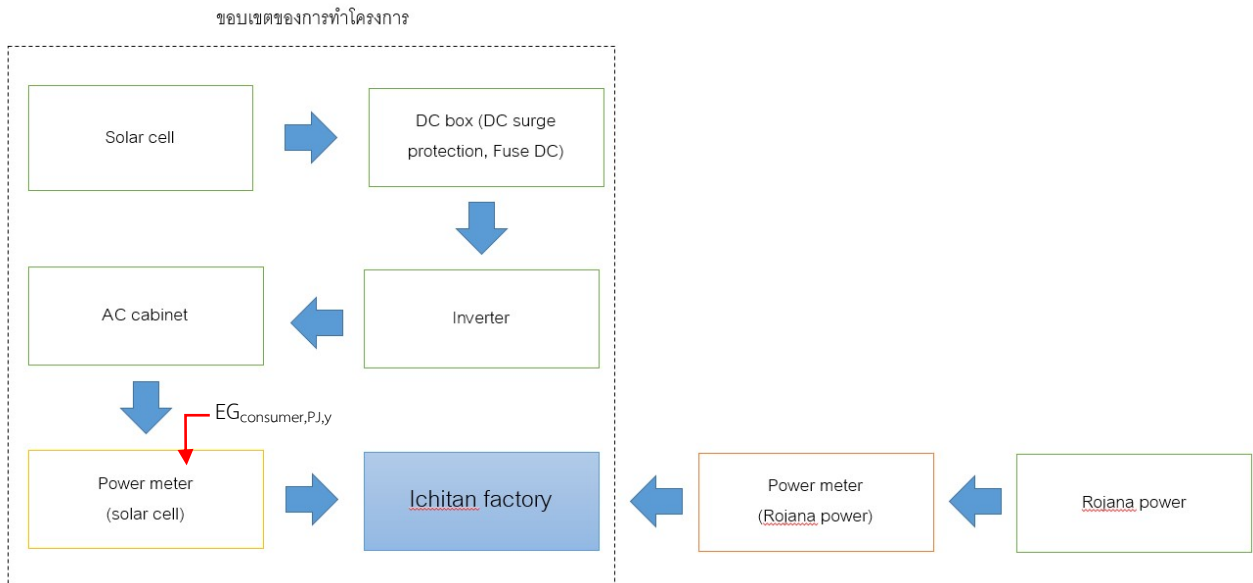 ขอบเขตของการทำโครงการ
Solar cell
DC box (DC surge
protection, Fuse DC)
AC cabinet
Inverter
EGconsumer,PJ,y
Power meter
(solar cell)
Ichitan factory
Power meter
(Rojana power)
Rojana power